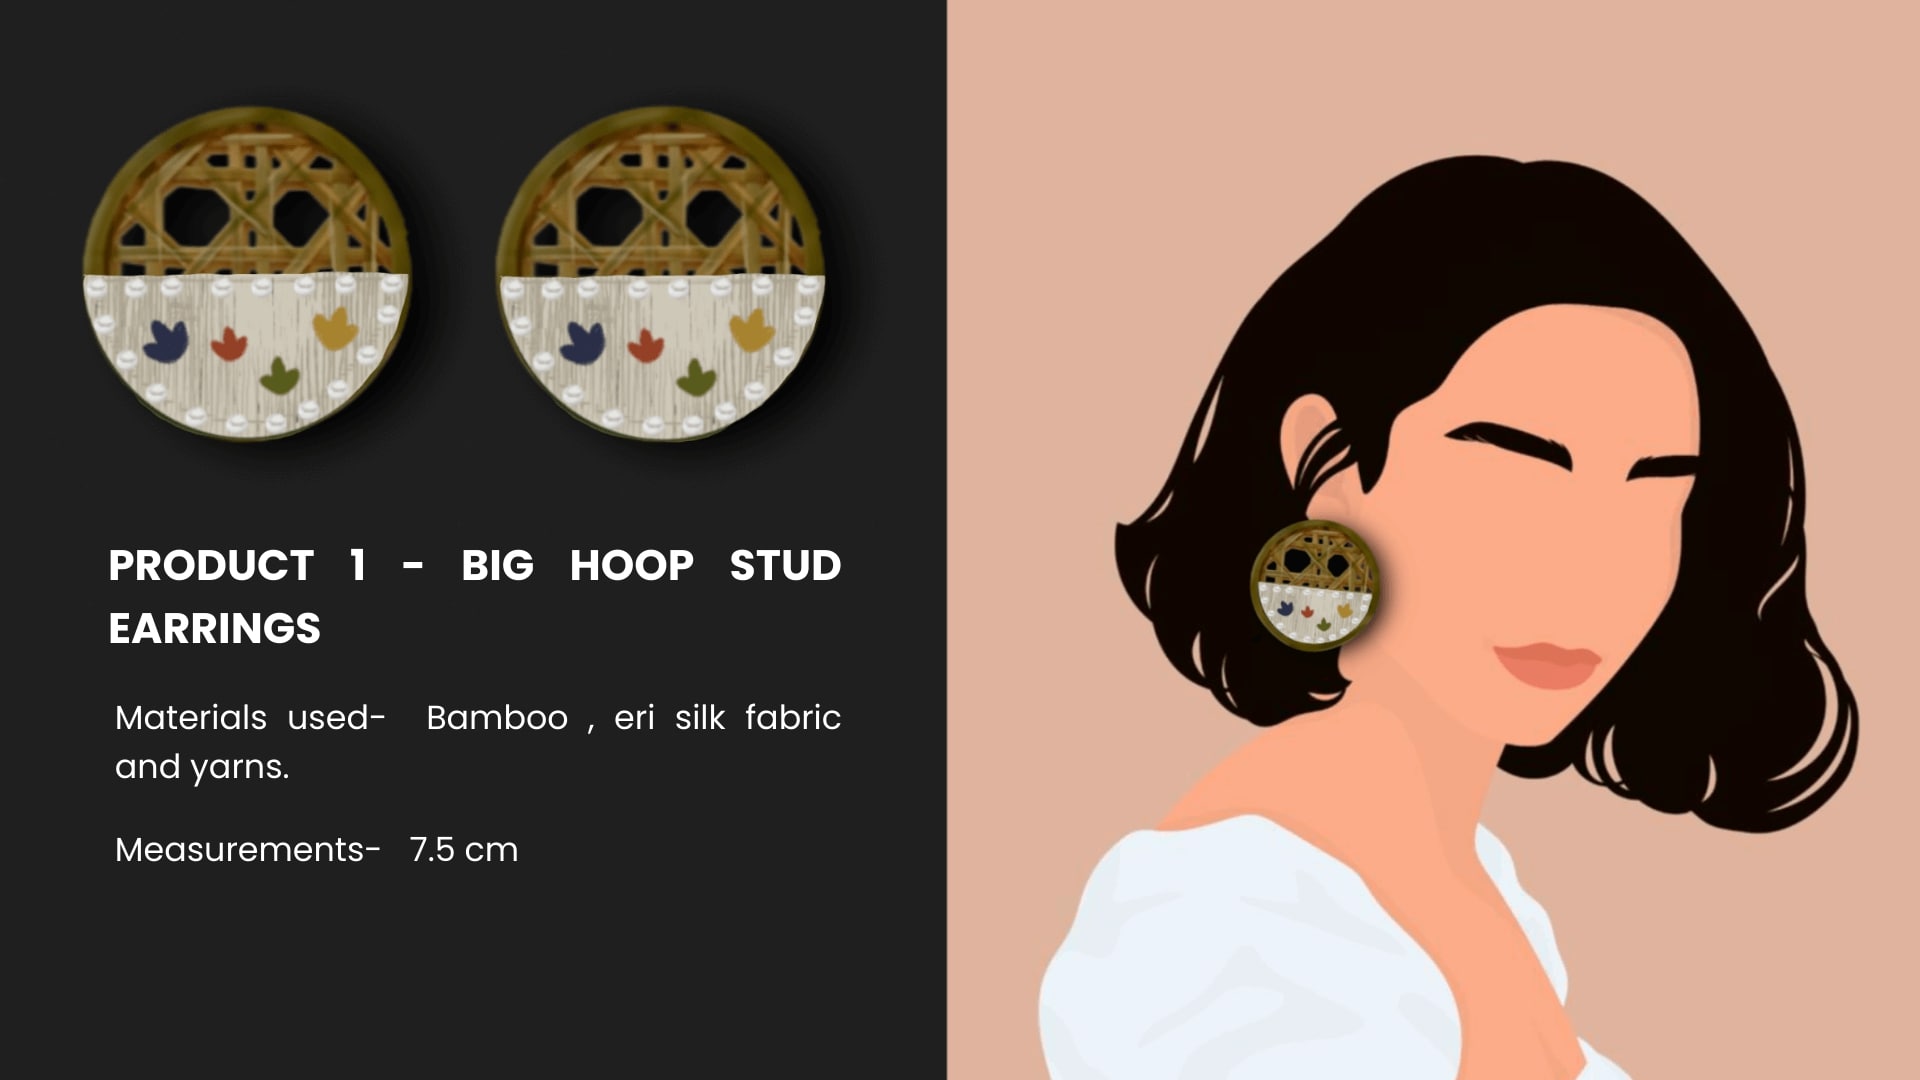 PRODUCT 1 - BIG HOOP STUD
EARRINGS
Materials used- Bamboo , eri silk fabric
and yarns.
Measurements- 7.5 cm